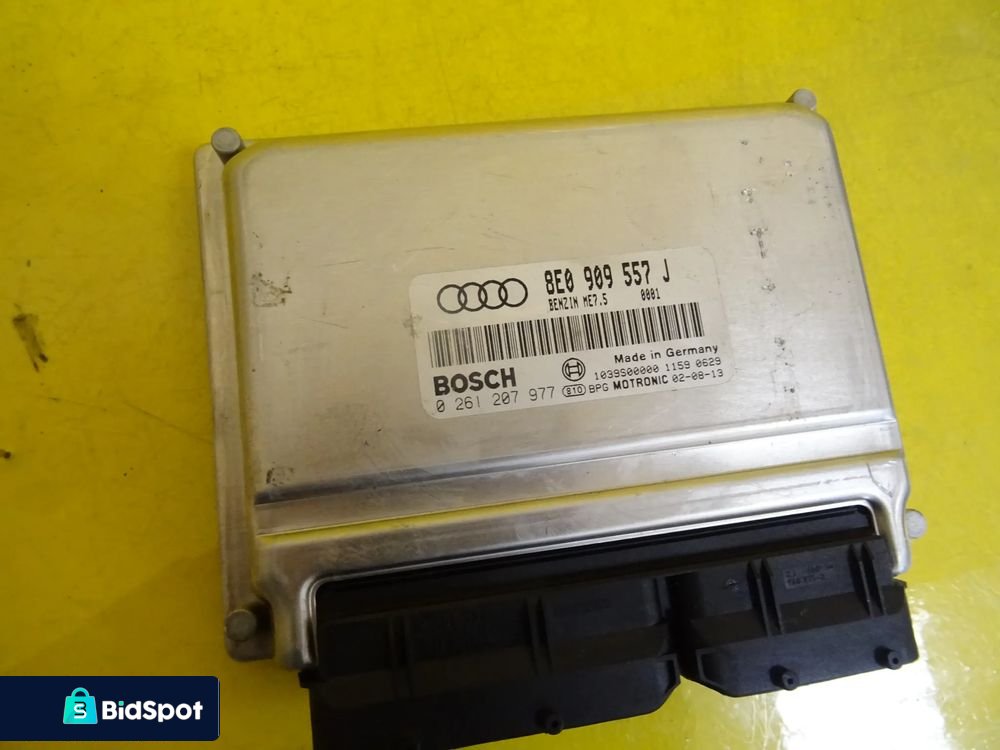 8E0 909 557 J
BENZIN ME7.5 0001
Made in Germany
BOSCH 1039S00000 1159 0629
0 261 207 977 810 BPG MOTRONIC 02-08-13
BidSpot